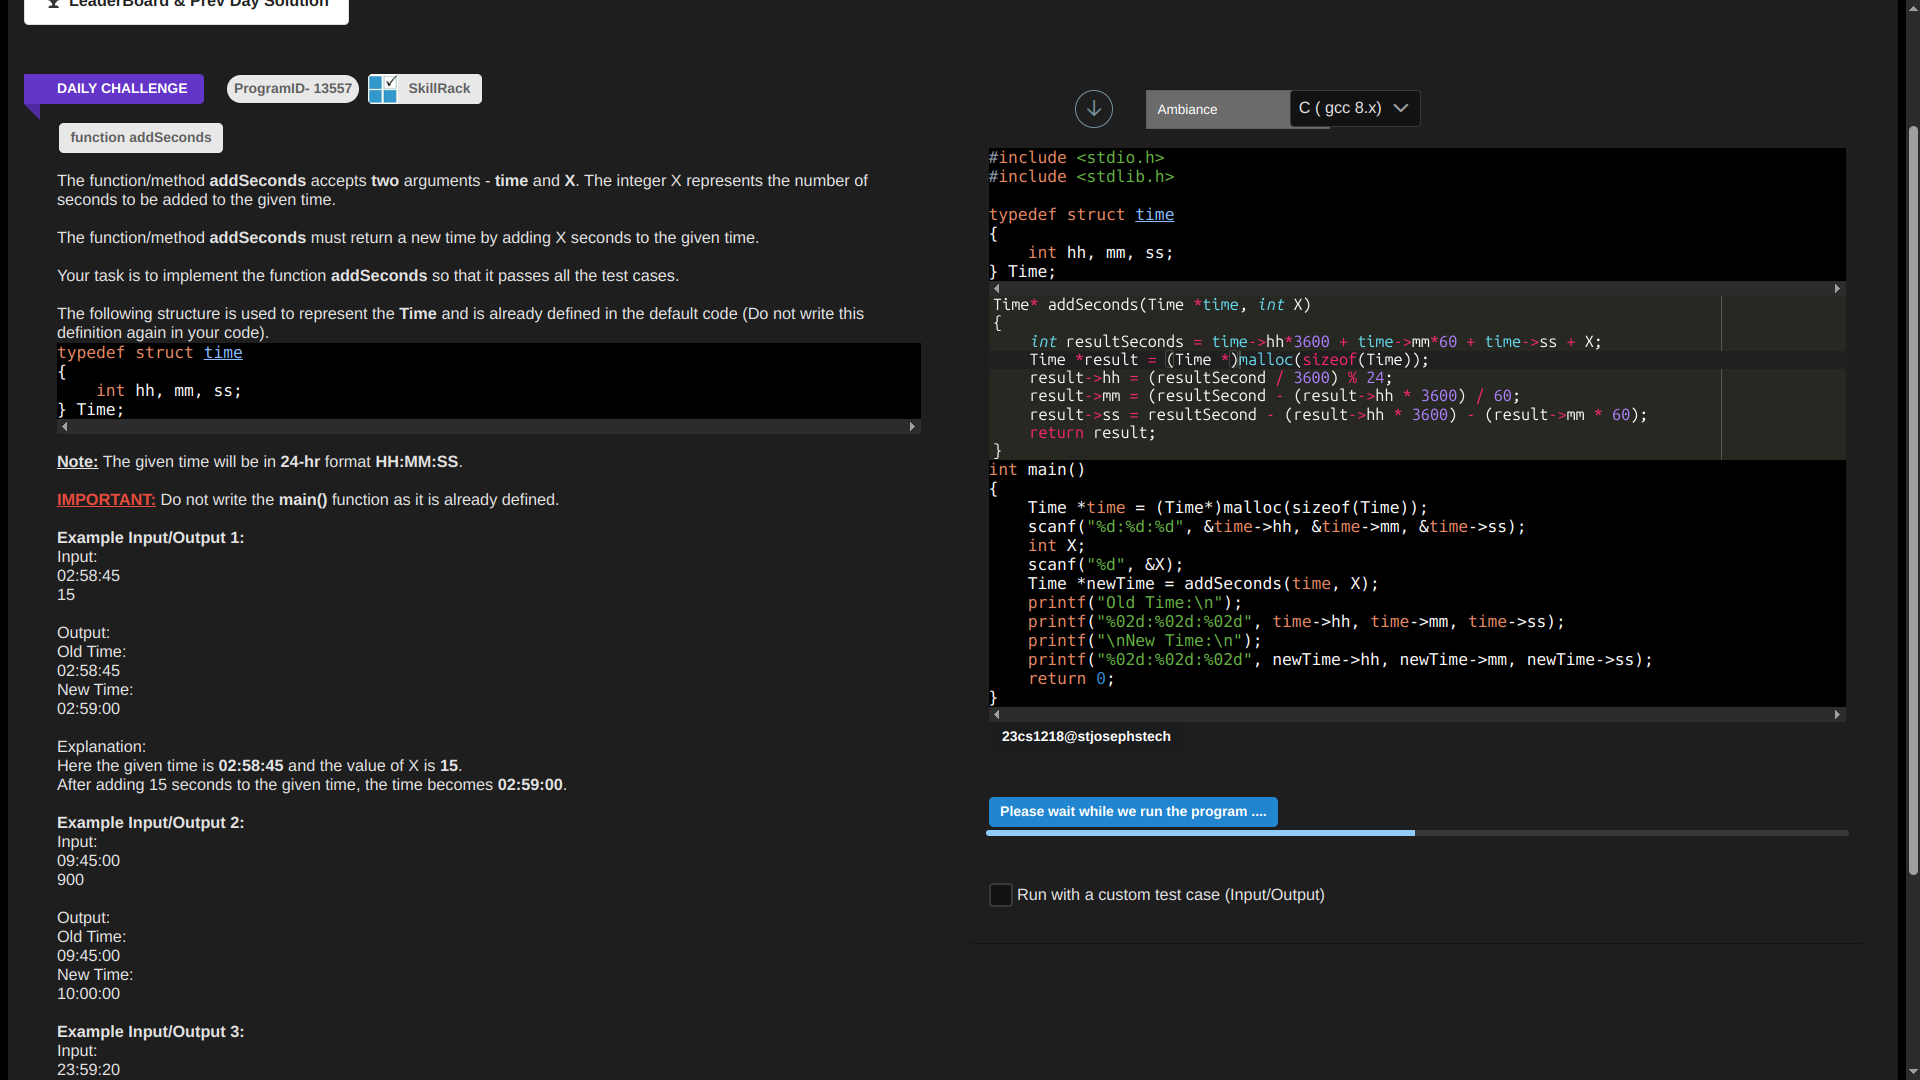 LeaderBoard & Prev Day Solution
DAILY CHALLENGE
ProgramID- 13557
SkillRack
function addSeconds
The function/method addSeconds accepts two arguments - time and X. The integer X represents the number of
seconds to be added to the given time.
The function/method addSeconds must return a new time by adding X seconds to the given time.
Your task is to implement the function addSeconds so that it passes all the test cases.
The following structure is used to represent the Time and is already defined in the default code (Do not write this
definition again in your code).
typedef struct time
{
    int hh, mm, ss;
} Time;
Note: The given time will be in 24-hr format HH:MM:SS.
IMPORTANT: Do not write the main() function as it is already defined.
Example Input/Output 1:
Input:
02:58:45
15
Output:
Old Time:
02:58:45
New Time:
02:59:00
Explanation:
Here the given time is 02:58:45 and the value of X is 15.
After adding 15 seconds to the given time, the time becomes 02:59:00.
Example Input/Output 2:
Input:
09:45:00
900
Output:
Old Time:
09:45:00
New Time:
10:00:00
Example Input/Output 3:
Input:
23:59:20
Ambiance
C ( gcc 8.x)
#include <stdio.h>
#include <stdlib.h>
typedef struct time
{
    int hh, mm, ss;
} Time;
Time* addSeconds(Time *time, int X)
{
    int resultSeconds = time->hh*3600 + time->mm*60 + time->ss + X;
    Time *result = (Time *)malloc(sizeof(Time));
    result->hh = (resultSecond / 3600) % 24;
    result->mm = (resultSecond - (result->hh * 3600) / 60;
    result->ss = resultSecond - (result->hh * 3600) - (result->mm * 60);
    return result;
}
int main()
{
    Time *time = (Time*)malloc(sizeof(Time));
    scanf("%d:%d:%d", &time->hh, &time->mm, &time->ss);
    int X;
    scanf("%d", &X);
    Time *newTime = addSeconds(time, X);
    printf("Old Time:\n");
    printf("%02d:%02d:%02d", time->hh, time->mm, time->ss);
    printf("\nNew Time:\n");
    printf("%02d:%02d:%02d", newTime->hh, newTime->mm, newTime->ss);
    return 0;
}
23cs1218@stjosephstech
Please wait while we run the program ....
Run with a custom test case (Input/Output)